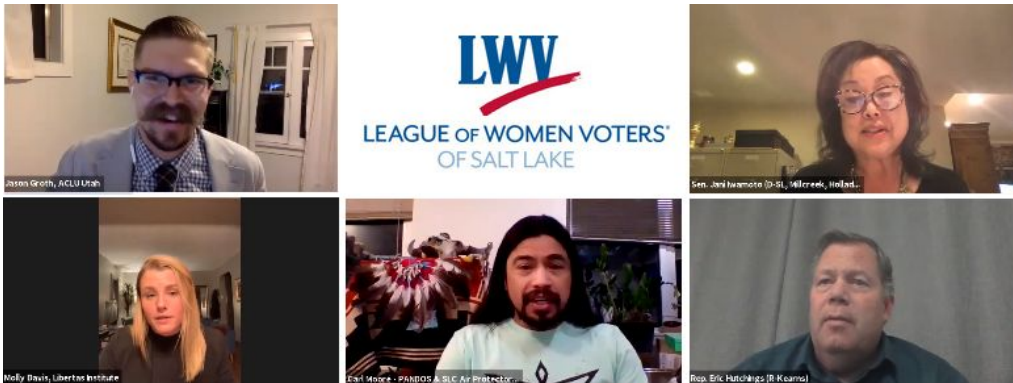 LWV
LEAGUE OF WOMEN VOTERS®
OF SALT LAKE
Jason Groth, ACLU Utah
Sen. Jani Iwamoto (D-SL, Millcreek, Hollad...
Molly Davis, Libertas Institute
Carl Moore - PANDOS & SLC Air Protector...
Rep. Eric Hutchings (R-Kearns)